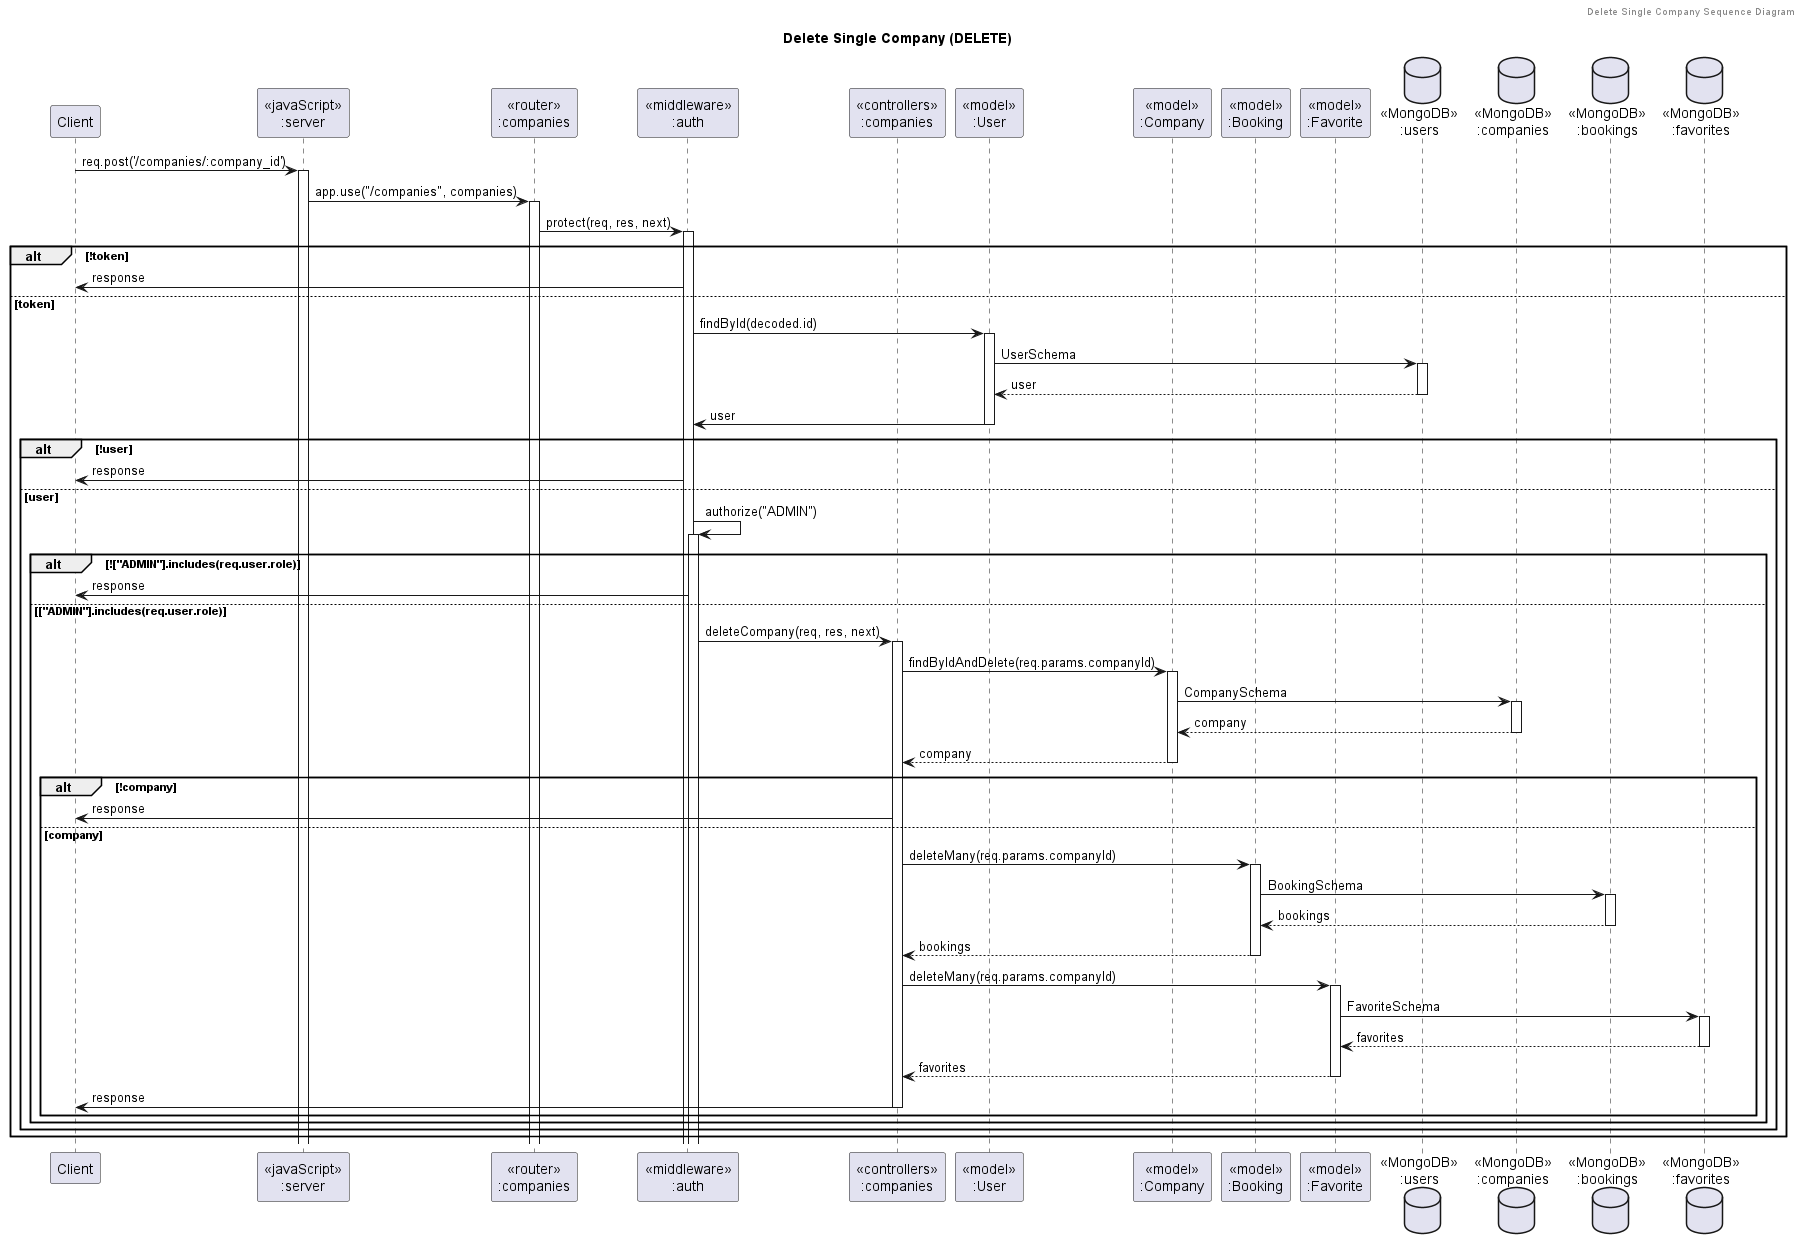 Delete Single Company Sequence Diagram
Delete Single Company (DELETE)
Client
«javaScript»
:server
«router»
:companies
«middleware»
:auth
«controllers»
:companies
«model»
:User
«model»
:Company
«model»
:Booking
«model»
:Favorite
«MongoDB»
:users
«MongoDB»
:companies
«MongoDB»
:bookings
«MongoDB»
:favorites
req.post('/companies/:company_id')
app.use("/companies", companies)
protect(req, res, next)
alt [!token]
response
[token]
findById(decoded.id)
UserSchema
user
user
alt [!user]
response
[user]
authorize("ADMIN")
alt [!["ADMIN"].includes(req.user.role)]
response
[["ADMIN"].includes(req.user.role)]
deleteCompany(req, res, next)
findByIdAndDelete(req.params.companyId)
CompanySchema
company
company
alt [!company]
response
[company]
deleteMany(req.params.companyId)
BookingSchema
bookings
bookings
deleteMany(req.params.companyId)
FavoriteSchema
favorites
favorites
response
Client
«javaScript»
:server
«router»
:companies
«middleware»
:auth
«controllers»
:companies
«model»
:User
«model»
:Company
«model»
:Booking
«model»
:Favorite
«MongoDB»
:users
«MongoDB»
:companies
«MongoDB»
:bookings
«MongoDB»
:favorites